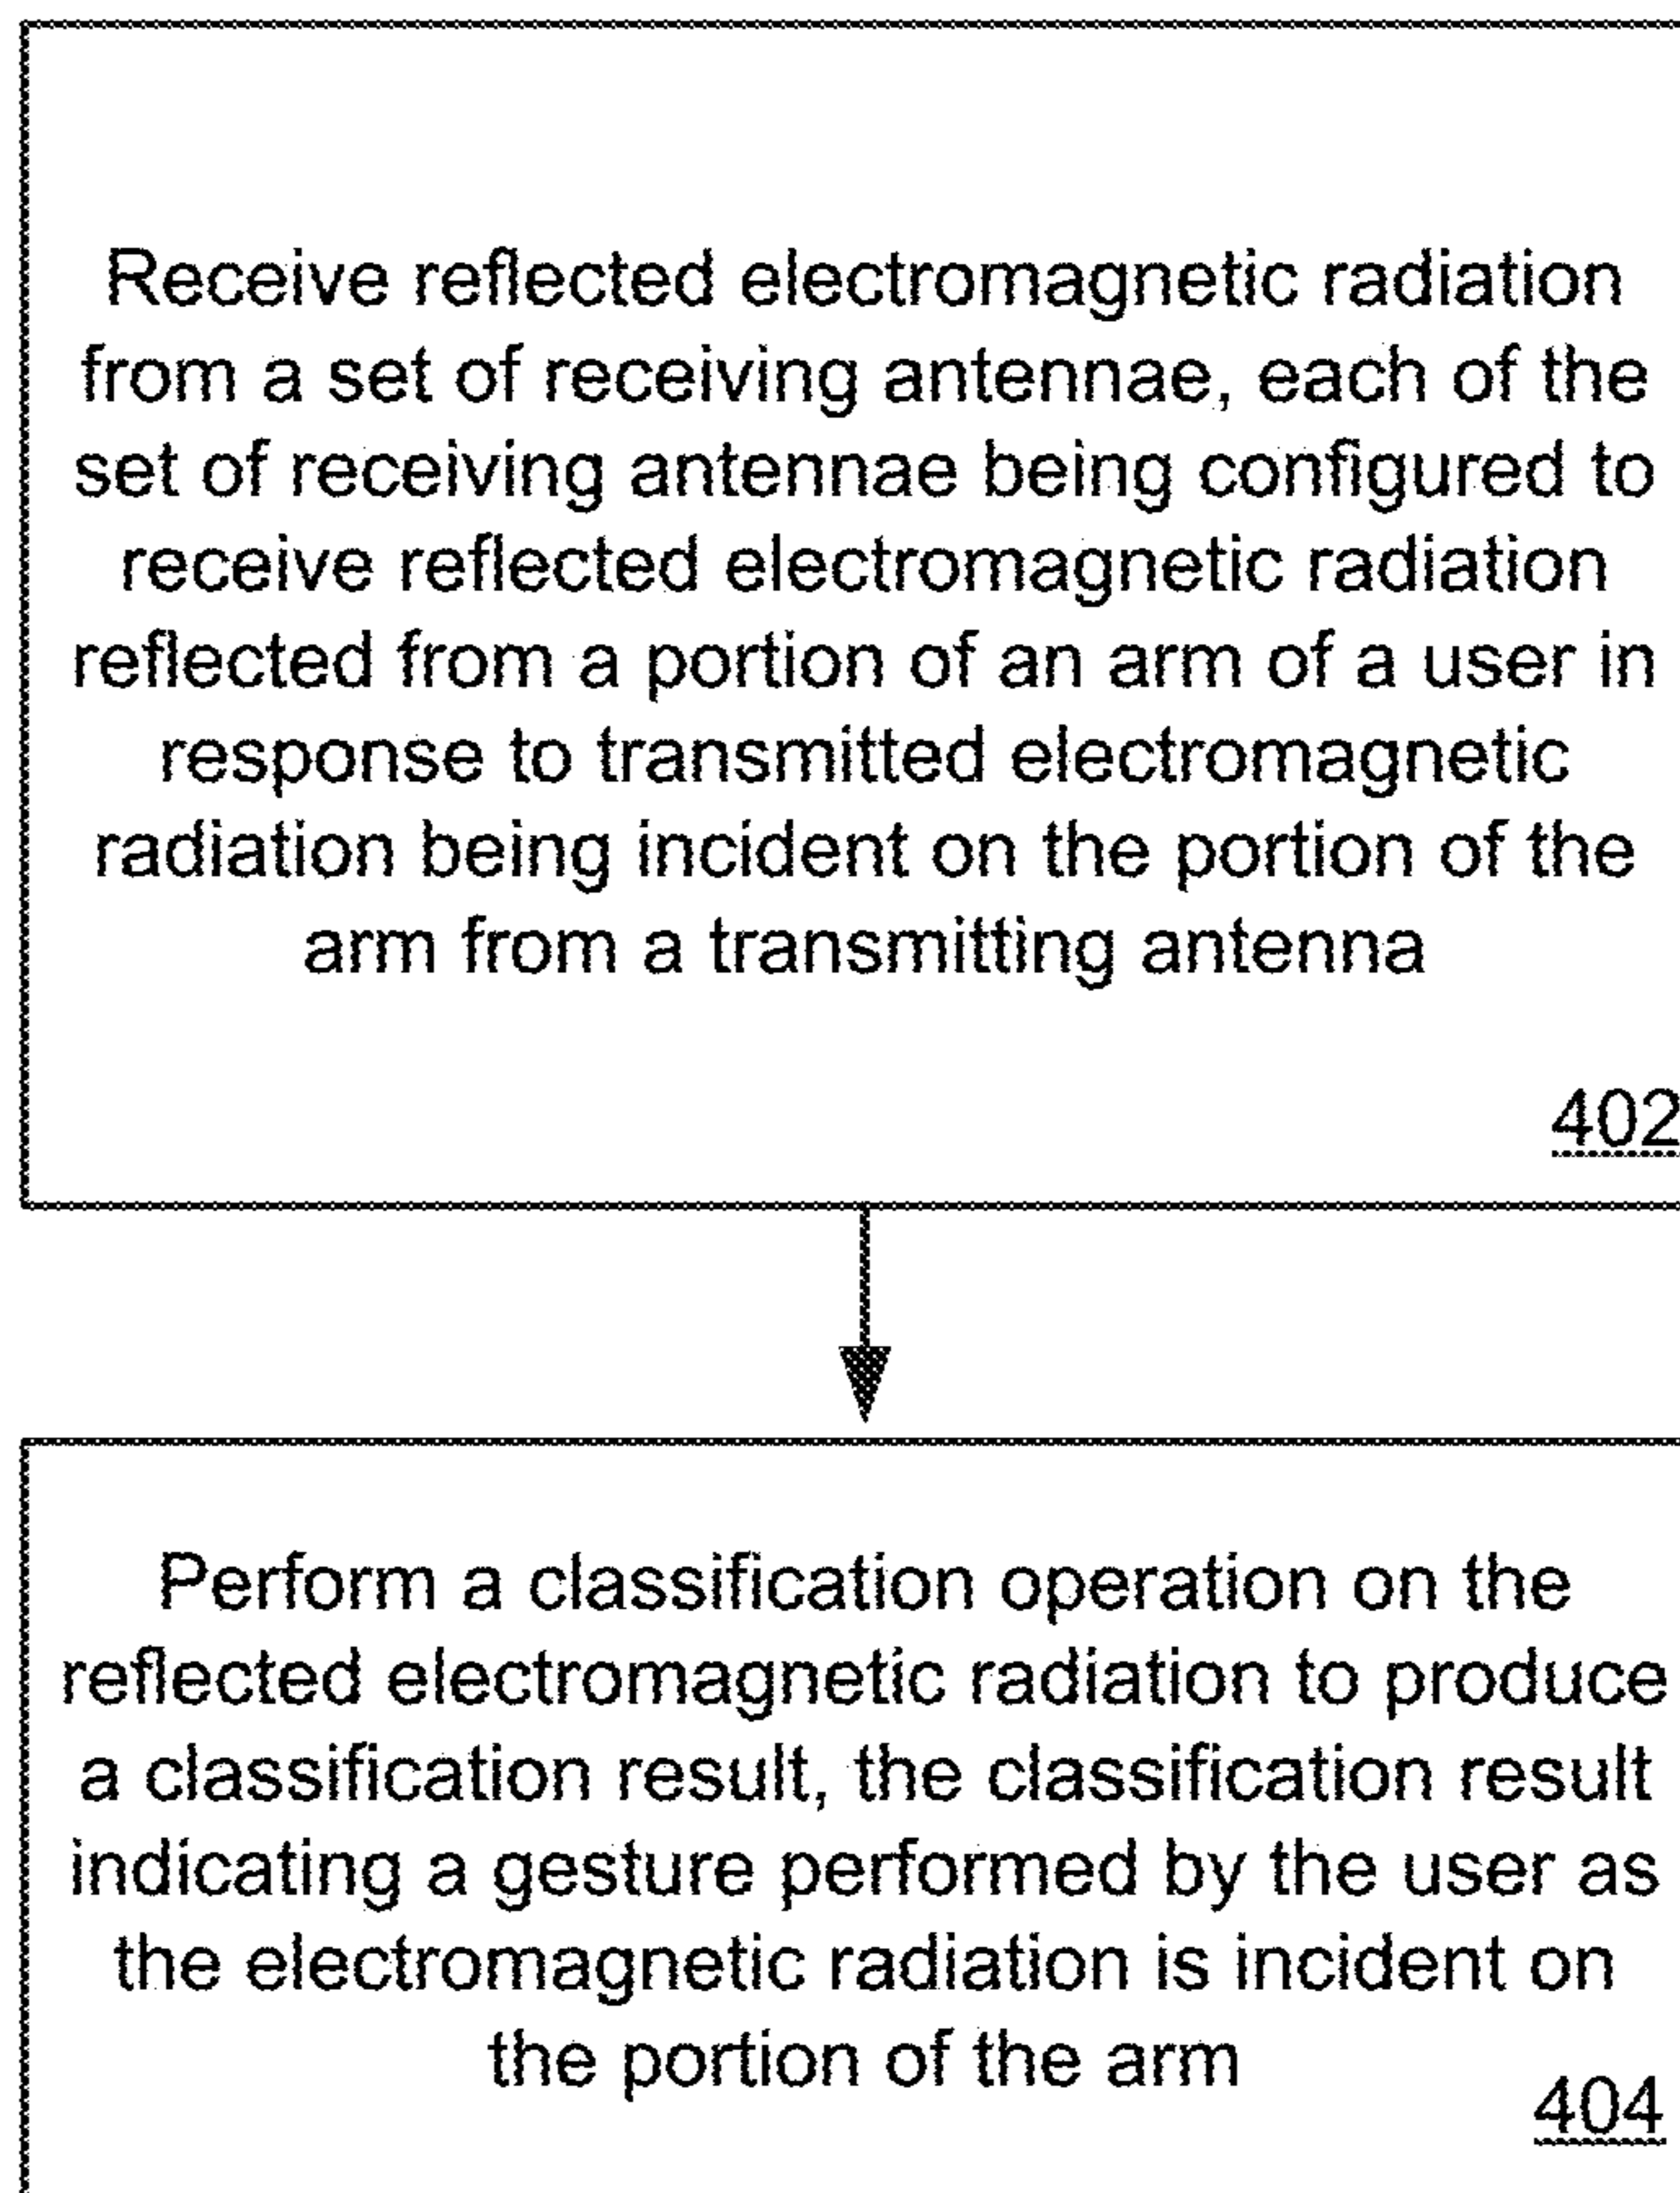 Receive reflected electromagnetic radiation
from a set of receiving antennae, each of the
set of receiving antennae being configured to
receive reflected electromagnetic radiation
reflected from a portion of an arm of a user in
response to transmitted electromagnetic
radiation being incident on the portion of the
arm from a transmitting antenna
402
Perform a classification operation on the
reflected electromagnetic radiation to produce
a classification result, the classification result
indicating a gesture performed by the user as
the electromagnetic radiation is incident on
the portion of the arm
404